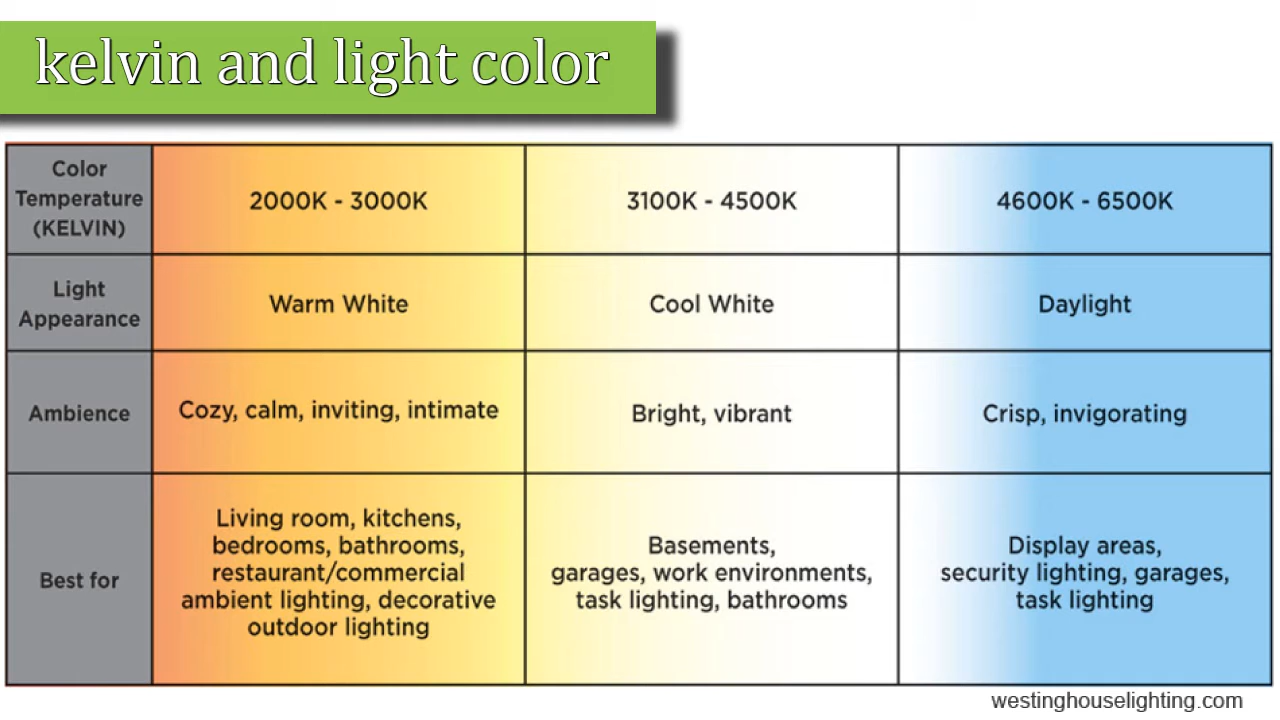 kelvin and light color
Color
Temperature
(KELVIN)
2000K - 3000K
3100K - 4500K
4600K - 6500K
Light
Appearance
Warm White
Cool White
Daylight
Ambience
Cozy, calm, inviting, intimate
Bright, vibrant
Crisp, invigorating
Best for
Living room, kitchens,
bedrooms, bathrooms,
restaurant/commercial
ambient lighting, decorative
outdoor lighting
Basements,
garages, work environments,
task lighting, bathrooms
Display areas,
security lighting, garages,
task lighting
westinghouselighting.com